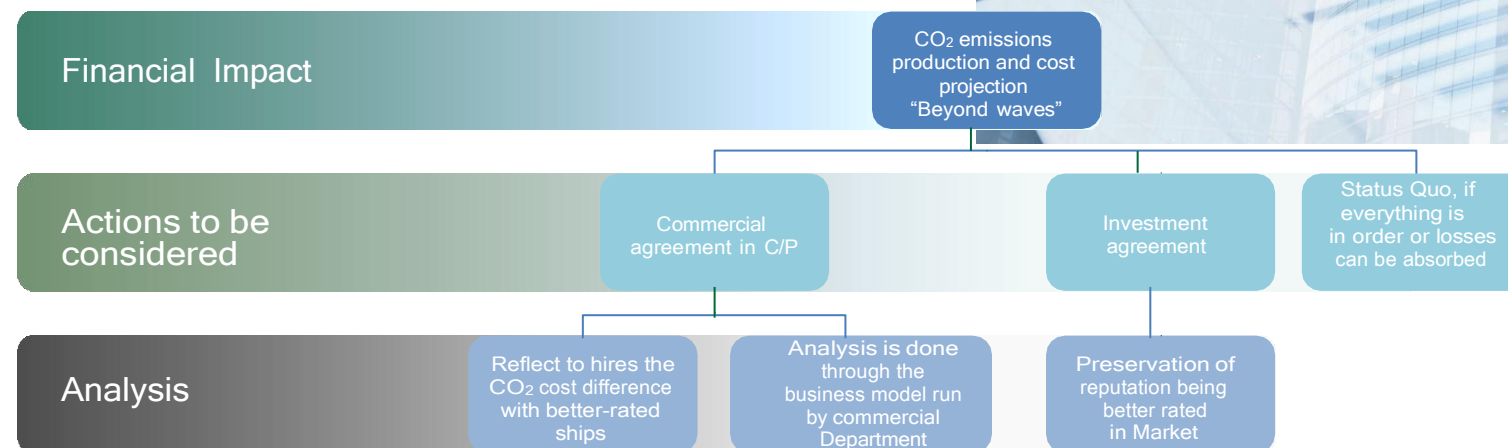 Financial Impact
CO₂ emissions
production and cost
projection
“Beyond waves”
Actions to be
considered
Commercial
agreement in C/P
Investment
agreement
Status Quo, if
everything is
in order or losses
can be absorbed
Analysis
Reflect to hires the
CO₂ cost difference
with better-rated
ships
Analysis is done
through the
business model run
by commercial
Department
Preservation of
reputation being
better rated
in Market